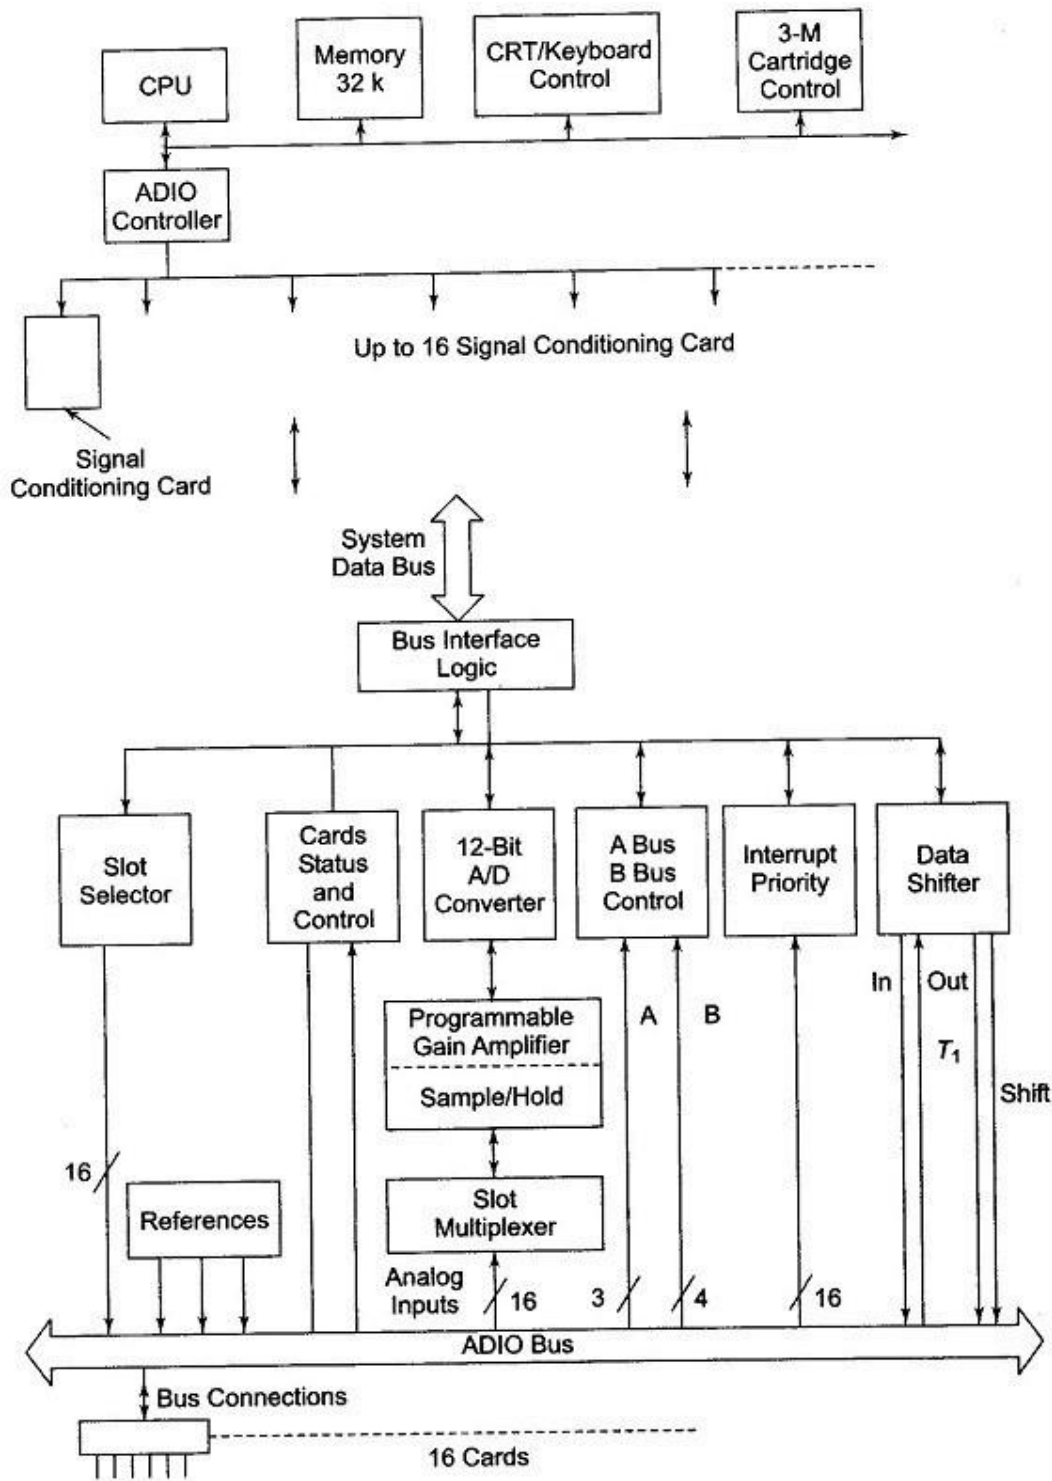 CPU
Memory
32 k
CRT/Keyboard
Control
3-M
Cartridge
Control
ADIO
Controller
Up to 16 Signal Conditioning Card
Signal
Conditioning Card
System
Data Bus
Bus Interface
Logic
Slot
Selector
Cards
Status
and
Control
12-Bit
A/D
Converter
A Bus
B Bus
Control
Interrupt
Priority
Data
Shifter
In
Out
A
B
T1
Shift
Programmable
Gain Amplifier
Sample/Hold
16
References
Slot
Multiplexer
Analog
Inputs
16
3
4
16
ADIO Bus
Bus Connections
16 Cards